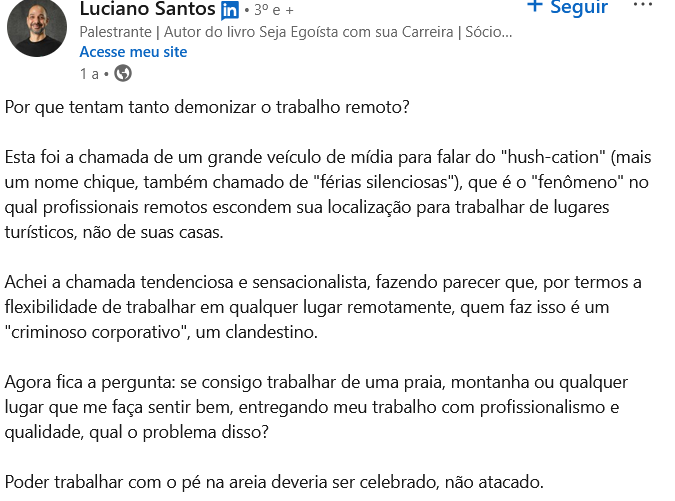 Luciano Santos in • 3º e +
+ Seguir ...
Palestrante | Autor do livro Seja Egoísta com sua Carreira | Sócio...
Acesse meu site
1 a •
Por que tentam tanto demonizar o trabalho remoto?
Esta foi a chamada de um grande veículo de mídia para falar do "hush-cation" (mais
um nome chique, também chamado de "férias silenciosas"), que é o "fenômeno" no
qual profissionais remotos escondem sua localização para trabalhar de lugares
turísticos, não de suas casas.
Achei a chamada tendenciosa e sensacionalista, fazendo parecer que, por termos a
flexibilidade de trabalhar em qualquer lugar remotamente, quem faz isso é um
"criminoso corporativo", um clandestino.
Agora fica a pergunta: se consigo trabalhar de uma praia, montanha ou qualquer
lugar que me faça sentir bem, entregando meu trabalho com profissionalismo e
qualidade, qual o problema disso?
Poder trabalhar com o pé na areia deveria ser celebrado, não atacado.